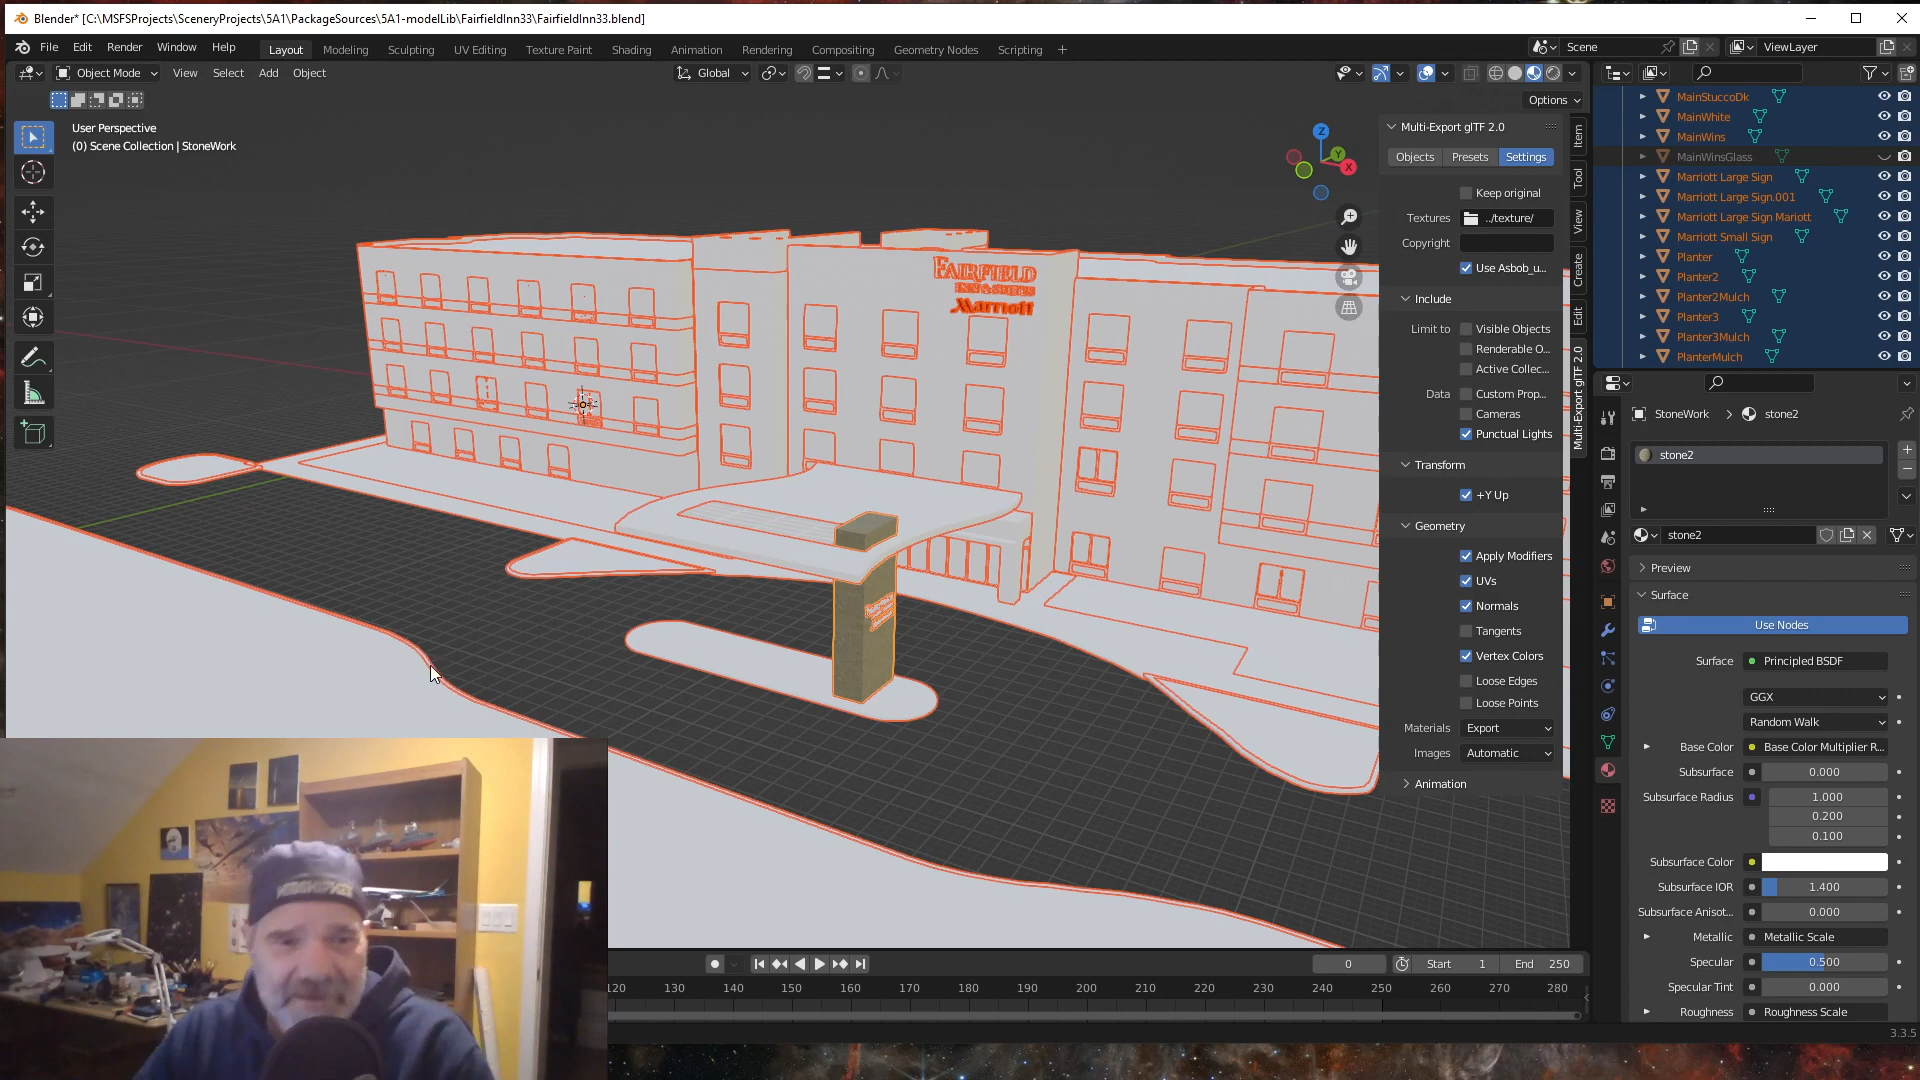 Blender* [C:\MSFSProjects\SceneryProjects\5A1\PackageSources\5A1-modelLib\FairfieldInn33\FairfieldInn33.blend]
File Edit Render Window Help Layout Modeling Sculpting UV Editing Texture Paint Shading Animation Rendering Compositing Geometry Nodes Scripting + Scene ViewLayer
Object Mode View Select Add Object Global
Options
User Perspective
(0) Scene Collection | StoneWork
Z
Y
X
FAIRFIELD
INN & SUITES
Marriott
Multi-Export glTF 2.0
Objects Presets Settings
Keep original
Textures ../texture/
Copyright
Use Asbob_u...
Include
Limit to Visible Objects
Renderable O...
Active Collec...
Data Custom Prop...
Cameras
Punctual Lights
Transform
+Y Up
Geometry
Apply Modifiers
UVs
Normals
Tangents
Vertex Colors
Loose Edges
Loose Points
Materials Export
Images Automatic
Animation
Item
Tool
View
Create
Edit
Multi-Export glTF 2.0
MainStuccoDk
MainWhite
MainWins
MainWinsGlass
Marriott Large Sign
Marriott Large Sign.001
Marriott Large Sign Mariott
Marriott Small Sign
Planter
Planter2
Planter2Mulch
Planter3
Planter3Mulch
PlanterMulch
StoneWork > stone2
stone2
stone2
Preview
Surface
Use Nodes
Surface Principled BSDF
GGX
Random Walk
Base Color Base Color Multiplier R...
Subsurface 0.000
Subsurface Radius 1.000
0.200
0.100
Subsurface Color
Subsurface IOR 1.400
Subsurface Anisot... 0.000
Metallic Metallic Scale
Specular 0.500
Specular Tint 0.000
Roughness Roughness Scale
0 Start 1 End 250
120 130 140 150 160 170 180 190 200 210 220 230 240 250 260 270 280
3.3.5